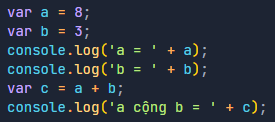 var a = 8;
var b = 3;
console.log('a = ' + a);
console.log('b = ' + b);
var c = a + b;
console.log('a cộng b = ' + c);